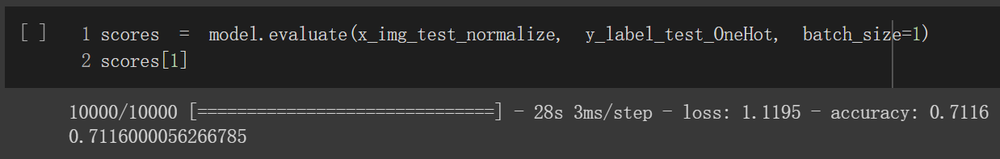 [ ] 1 scores = model.evaluate(x_img_test_normalize, y_label_test_OneHot, batch_size=1)
2 scores[1]
10000/10000 [==============================] - 28s 3ms/step - loss: 1.1195 - accuracy: 0.7116
0.7116000056266785